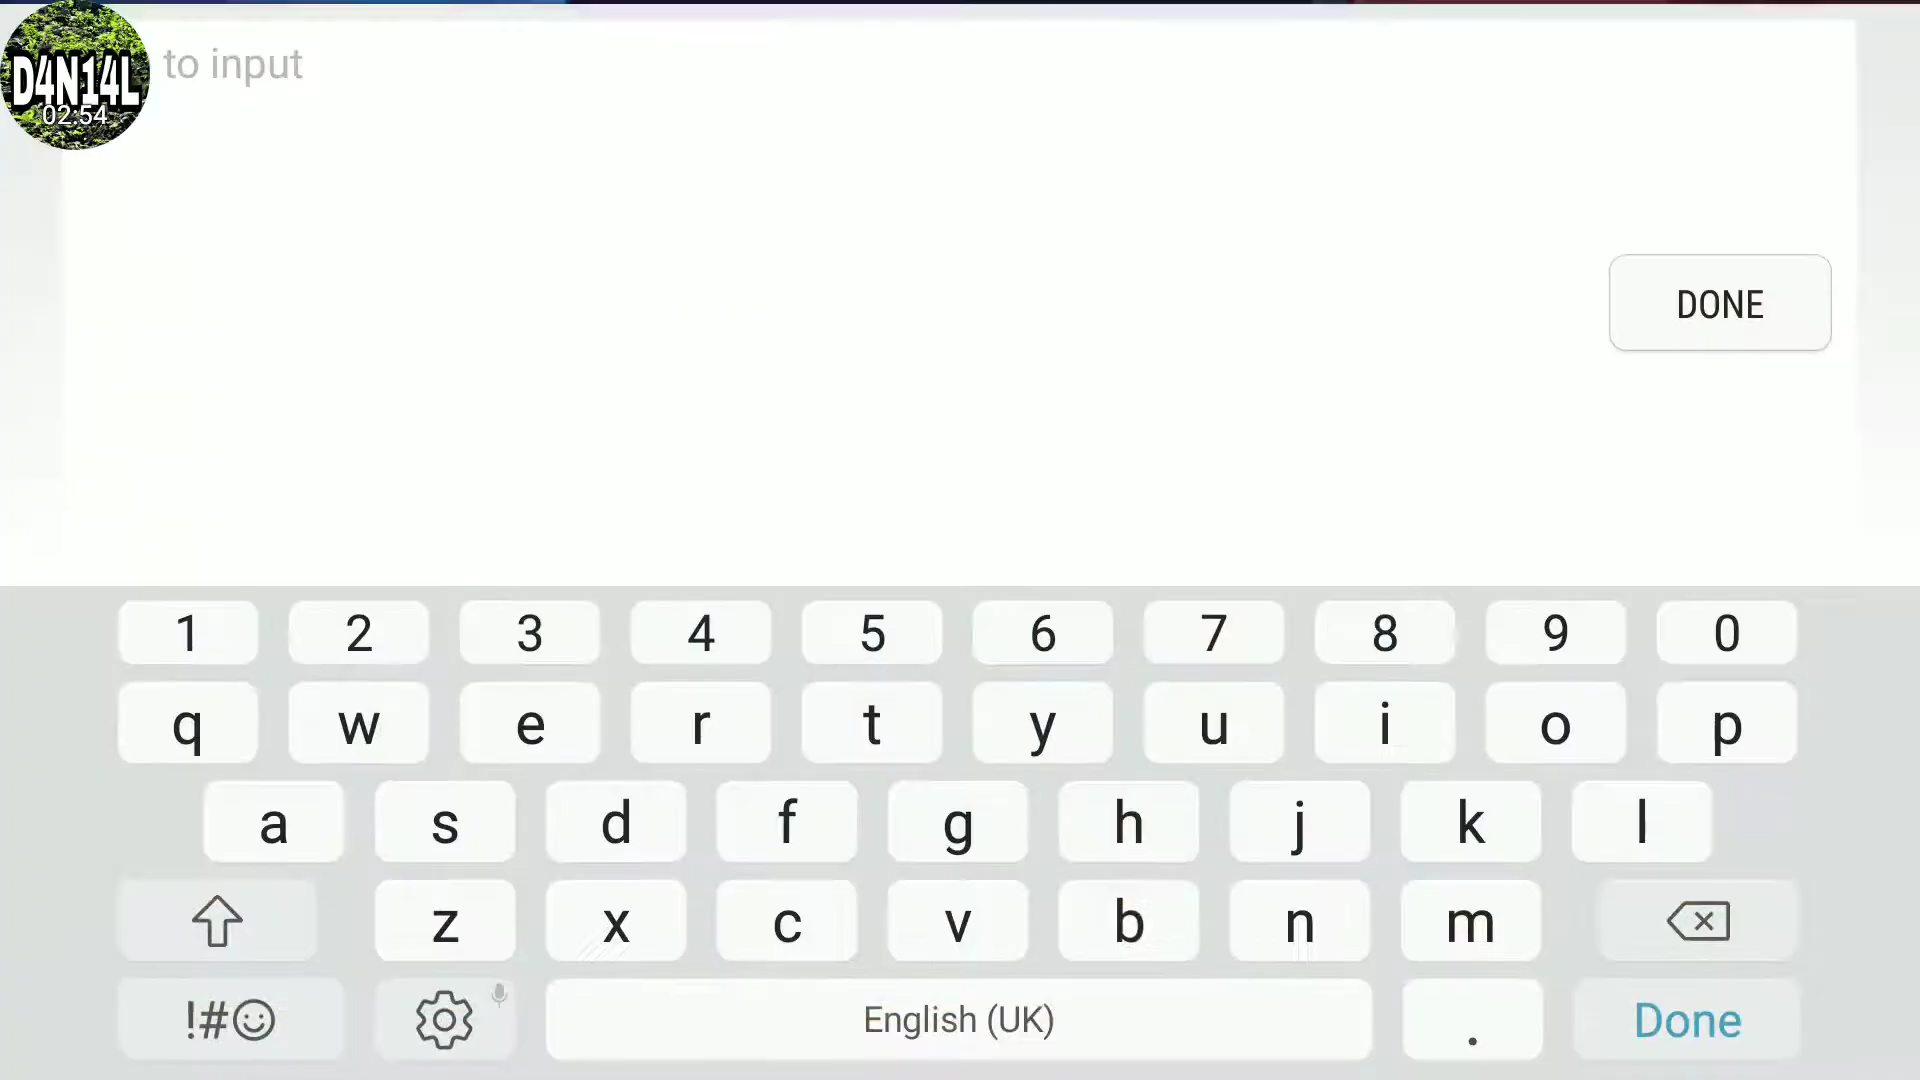 D4N14L
02:54
to input
DONE
1 2 3 4 5 6 7 8 9 0
q w e r t y u i o p
a s d f g h j k l
z x c v b n m
!#☺ English (UK) . Done